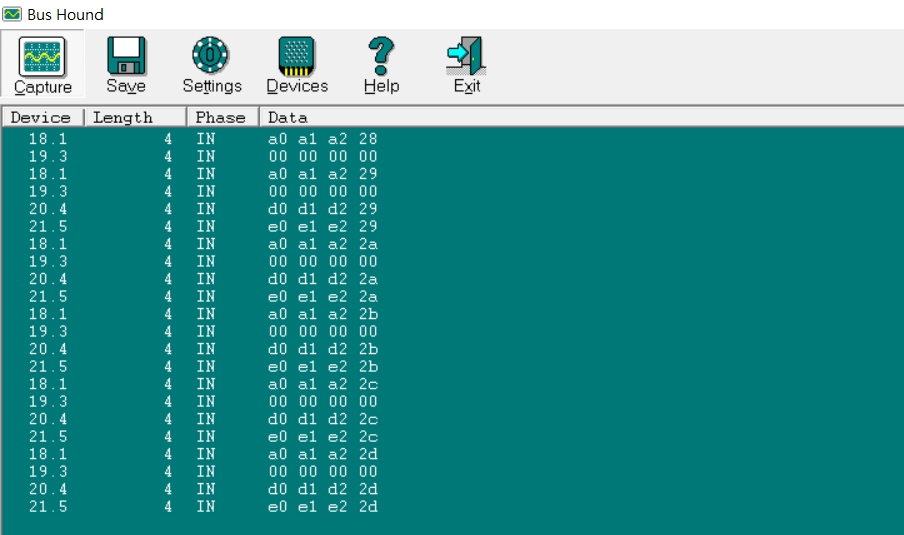 Bus Hound
Capture Save Settings Devices Help Exit
Device Length Phase Data
18.1 4 IN a0 a1 a2 28
19.3 4 IN 00 00 00 00
18.1 4 IN a0 a1 a2 29
19.3 4 IN 00 00 00 00
20.4 4 IN d0 d1 d2 29
21.5 4 IN e0 e1 e2 29
18.1 4 IN a0 a1 a2 2a
19.3 4 IN 00 00 00 00
20.4 4 IN d0 d1 d2 2a
21.5 4 IN e0 e1 e2 2a
18.1 4 IN a0 a1 a2 2b
19.3 4 IN 00 00 00 00
20.4 4 IN d0 d1 d2 2b
21.5 4 IN e0 e1 e2 2b
18.1 4 IN a0 a1 a2 2c
19.3 4 IN 00 00 00 00
20.4 4 IN d0 d1 d2 2c
21.5 4 IN e0 e1 e2 2c
18.1 4 IN a0 a1 a2 2d
19.3 4 IN 00 00 00 00
20.4 4 IN d0 d1 d2 2d
21.5 4 IN e0 e1 e2 2d